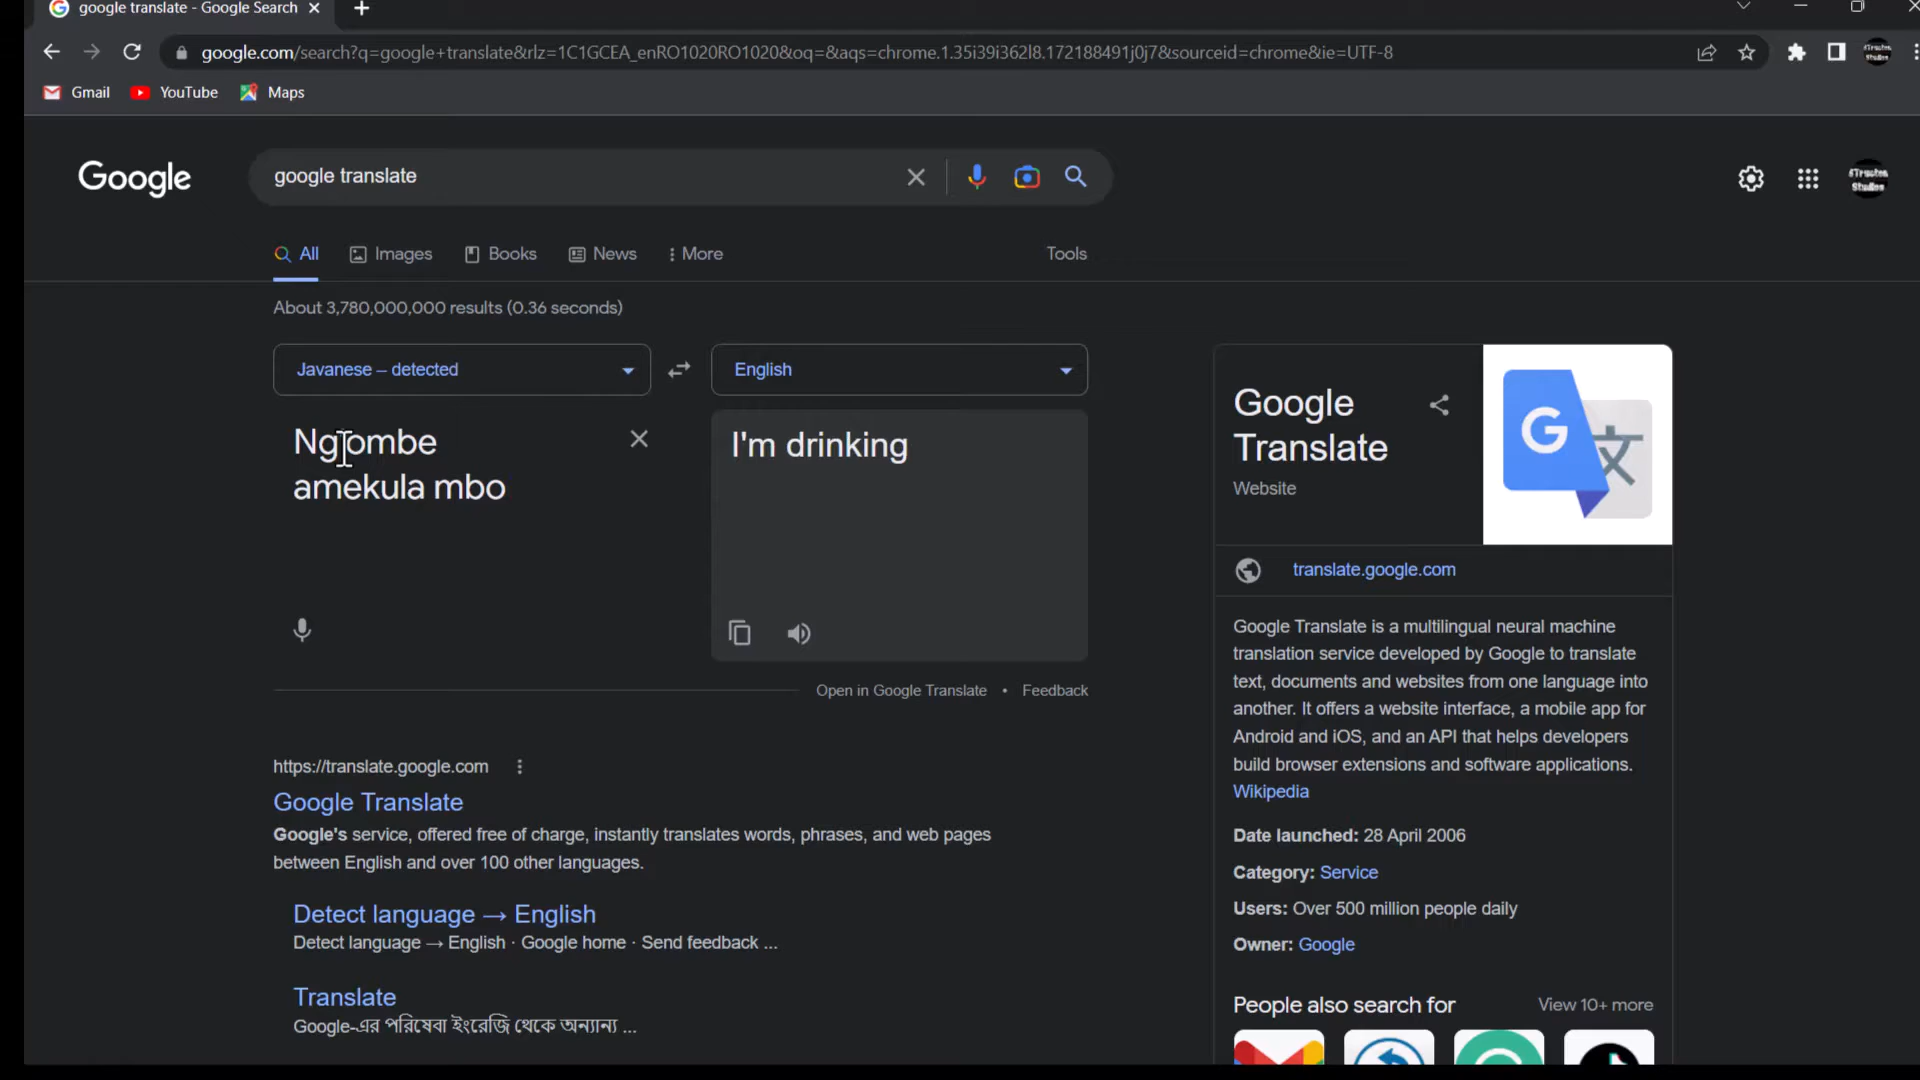 google translate - Google Search
google.com/search?q=google+translate&rlz=1C1GCEA_enRO1020RO1020&oq=&aqs=chrome.1.35i39i362l8.172188491j0j7&sourceid=chrome&ie=UTF-8
Gmail YouTube Maps
Google google translate
All Images Books News More Tools
About 3,780,000,000 results (0.36 seconds)
Javanese – detected English
I'm drinking
amekula mbo
Google
Translate
Website
translate.google.com
Google Translate is a multilingual neural machine
translation service developed by Google to translate
text, documents and websites from one language into
another. It offers a website interface, a mobile app for
Android and iOS, and an API that helps developers
build browser extensions and software applications.
Wikipedia
Date launched: 28 April 2006
Category: Service
Users: Over 500 million people daily
Owner: Google
People also search for View 10+ more
Open in Google Translate • Feedback
https://translate.google.com
Google Translate
Google's service, offered free of charge, instantly translates words, phrases, and web pages
between English and over 100 other languages.
Detect language → English
Detect language → English · Google home · Send feedback ...
Translate
Google-এর পরিষেবা ইংরেজি থেকে অন্যান্য ...